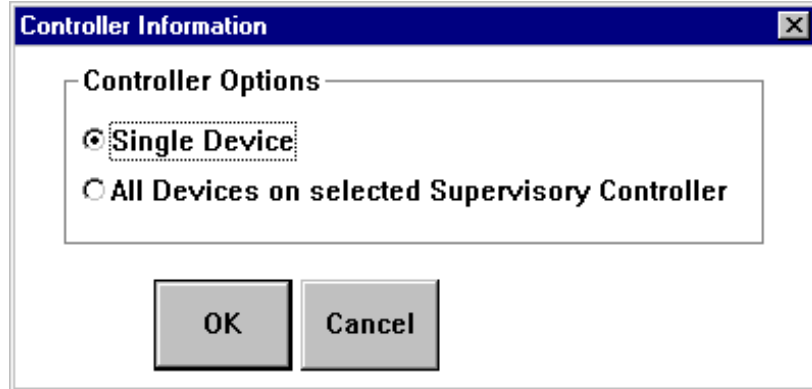 Controller Information
Controller Options
Single Device
All Devices on selected Supervisory Controller
OK
Cancel